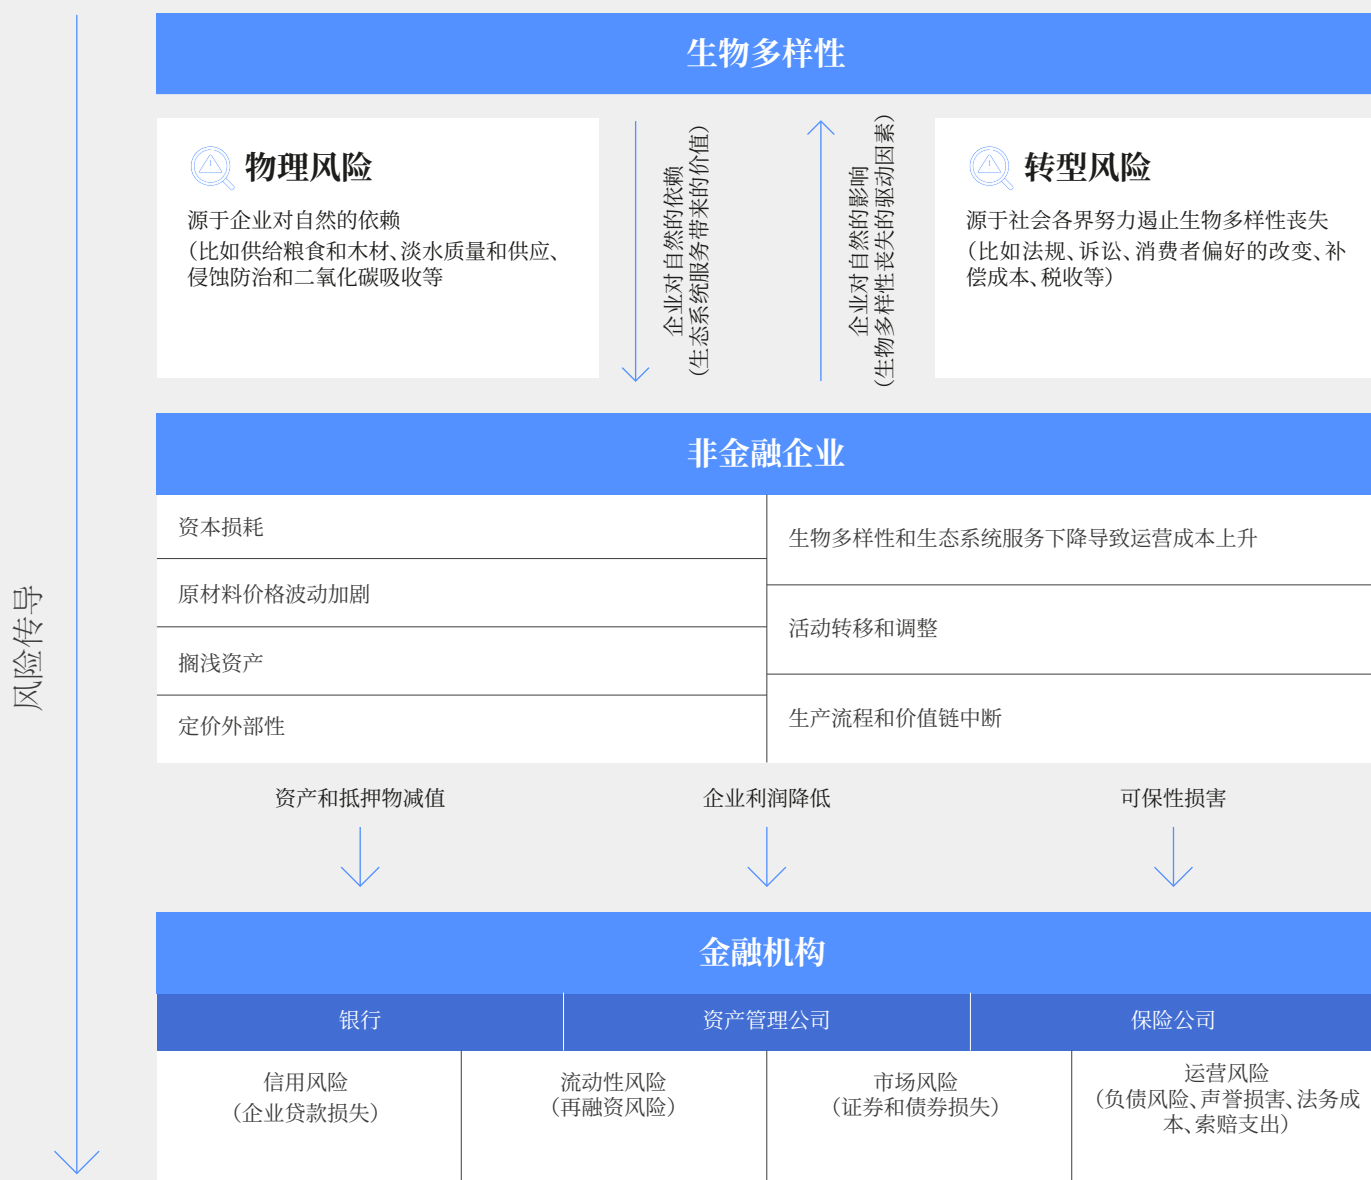 生物多样性
物理风险
源于企业对自然的依赖
（比如供给粮食和木材、淡水质量和供应、
侵蚀防治和二氧化碳吸收等
企业对自然的依赖
（生态系统服务带来的价值）
企业对自然的影响
（生物多样性丧失的驱动因素）
转型风险
源于社会各界努力遏止生物多样性丧失
（比如法规、诉讼、消费者偏好的改变、补
偿成本、税收等）
风险传导
非金融企业
资本损耗
原材料价格波动加剧
搁浅资产
定价外部性
生物多样性和生态系统服务下降导致运营成本上升
活动转移和调整
生产流程和价值链中断
资产和抵押物减值
企业利润降低
可保性损害
金融机构
银行
资产管理公司
保险公司
信用风险
（企业贷款损失）
流动性风险
（再融资风险）
市场风险
（证券和债券损失）
运营风险
（负债风险、声誉损害、法务成
本、索赔支出）